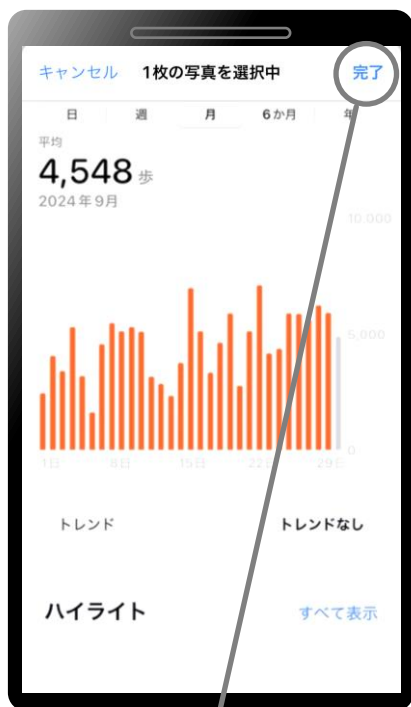 キャンセル 1枚の写真を選択中 完了
日 週 月 6か月 年
平均
4,548 歩
2024年9月
10,000
5,000
0
1日 8日 15日 22日 29日
トレンド トレンドなし
ハイライト すべて表示